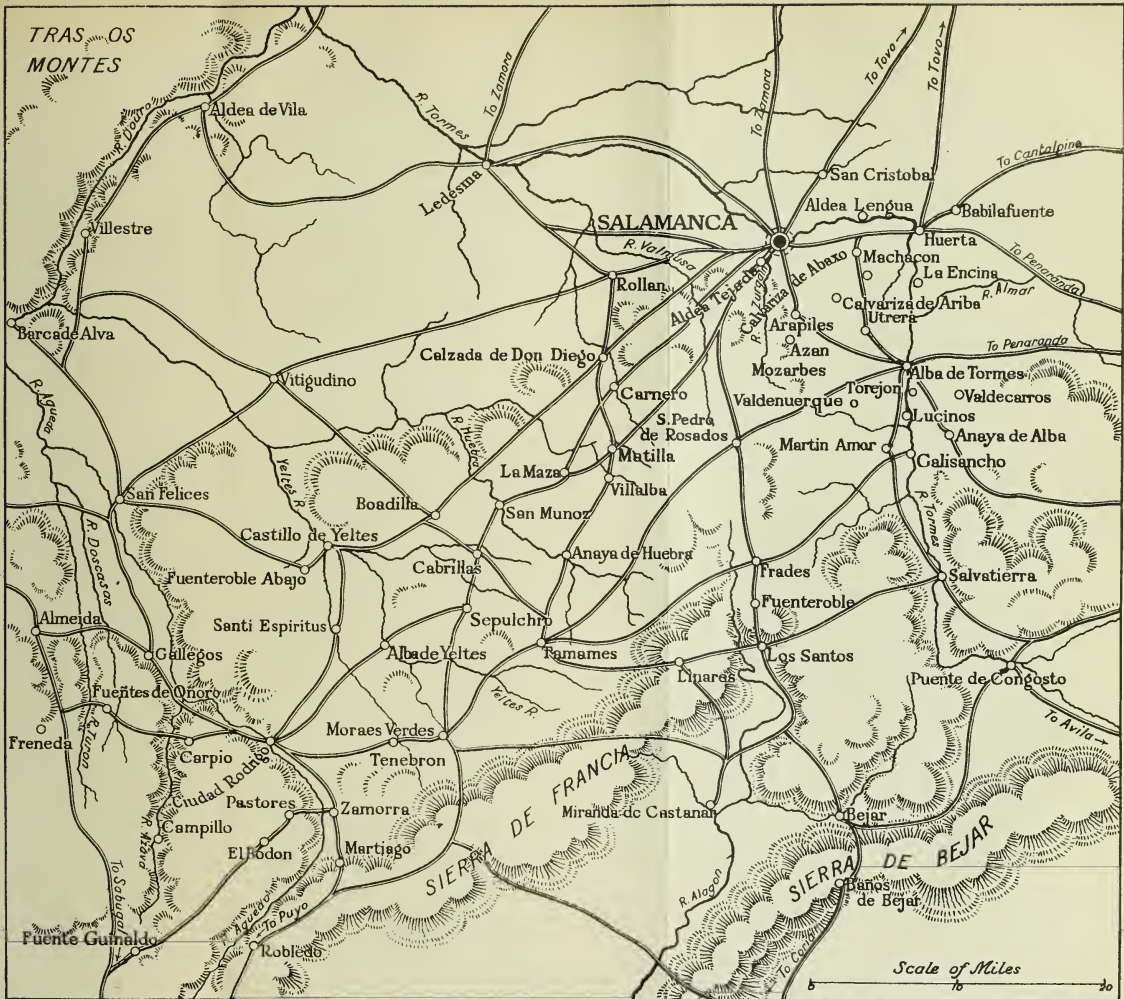 TRAS OS
MONTES
R. Douro
Aldea de Vila
R. Tormes
To Zamora
To Zamora
To Tovo →
To Tovo →
To Cantalpino
Ledesma
San Cristobal
Villestre
SALAMANCA
Aldea Lengua
Babilafuente
Huerta
R. Valmusa
Machacon
To Penaranda
La Encina
R. Almar
Rollan
Aldea Tejada
R. Zurgain
Calvariza de Abaxo
Calvariza de Ariba
Utrera
Barca de Alva
Arapiles
Azan
Mozarbes
To Penaranda
Calzada de Don Diego
Vitigudino
Carnero
Alba de Tormes
Torejon
Valdecarros
Valdenuerque
R. Agueda
R. Huebra
S. Pedro
de Rosados
Lucinos
Anaya de Alba
Matilla
Martin Amor
Galisancho
La Maza
Villalba
Yeltes R.
San Felices
Boadilla
San Munoz
R. Tormes
R. Doscasas
Castillo de Yeltes
Fuenteroble Abajo
Cabrillas
Anaya de Huebra
Frades
Salvatierra
Almeida
Santi Espiritus
Sepulchro
Fuenteroble
Gallegos
Alba de Yeltes
Tamames
Los Santos
Linares
Puente de Congosto
Fuentes de Onoro
Yeltes R.
To Avila →
R. Turon
Freneda
Carpio
Ciudad Rodrigo
Moraes Verdes
Tenebron
SIERRA DE FRANCIA
Miranda de Castanar
Pastores
Zamorra
Bejar
Campillo
R. Azava
El Bodon
Martiago
SIERRA DE BEJAR
Banos
de Bejar
R. Alagon
To Sabugal
R. Agueda
To Puyo
Fuente Guinaldo
Robledo
Scale of Miles
5
10
20